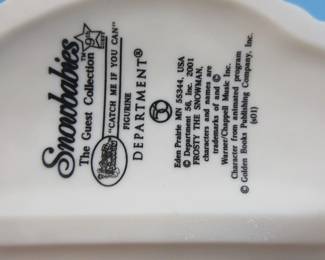 Snowbabies™
The Guest Collection
"CATCH ME IF YOU CAN"
FIGURINE
DEPARTMENT®
Eden Prairie MN 55344, USA
© Department 56, Inc. 2001
FROSTY THE SNOWMAN,
characters and names are
trademarks of and ©
Warner/Chappell Music Inc.
Character from animated program
© Golden Books Publishing Company, Inc.
(s01)